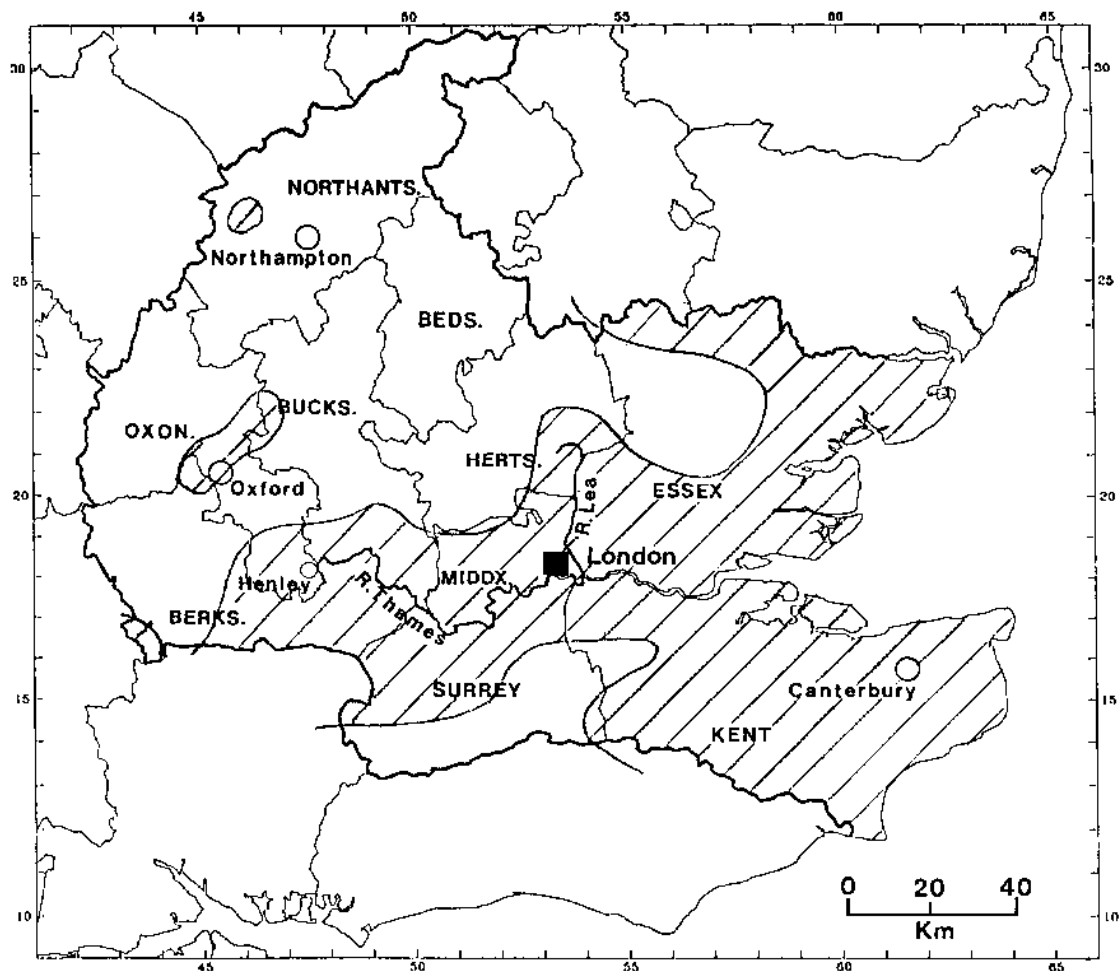 45 50 55 60 65
30 30
NORTHANTS.
Northampton
25 25
BEDS.
BUCKS.
OXON.
HERTS.
Oxford
ESSEX
20 20
R. Lea
London
Henley
MIDDX.
R. Thames
BERKS.
SURREY
Canterbury
15 15
KENT
0 20 40
Km
10 10
45 50 55 60 65